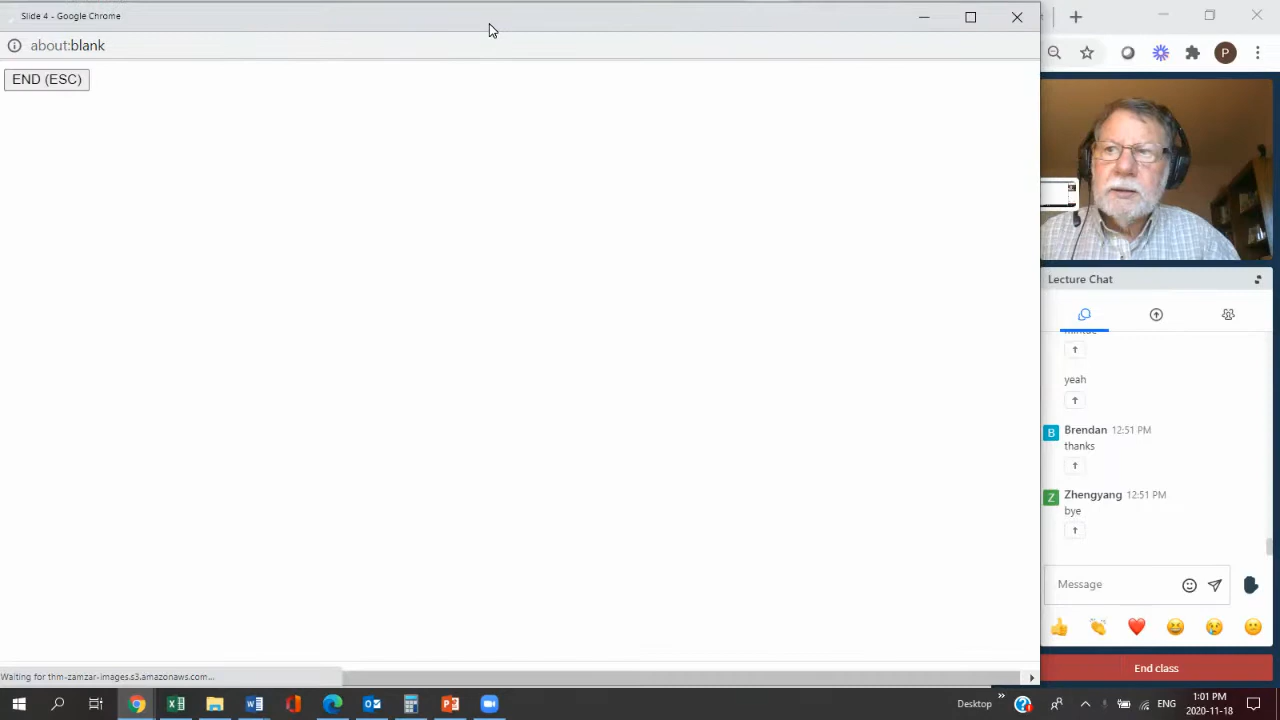 Slide 4 - Google Chrome
about:blank
END (ESC)
P
Lecture Chat
yeah
B
Brendan 12:51 PM
thanks
Z
Zhengyang 12:51 PM
bye
Message
End class
Waiting for thm-zamzar-images.s3.amazonaws.com...
Desktop
ENG
1:01 PM
2020-11-18